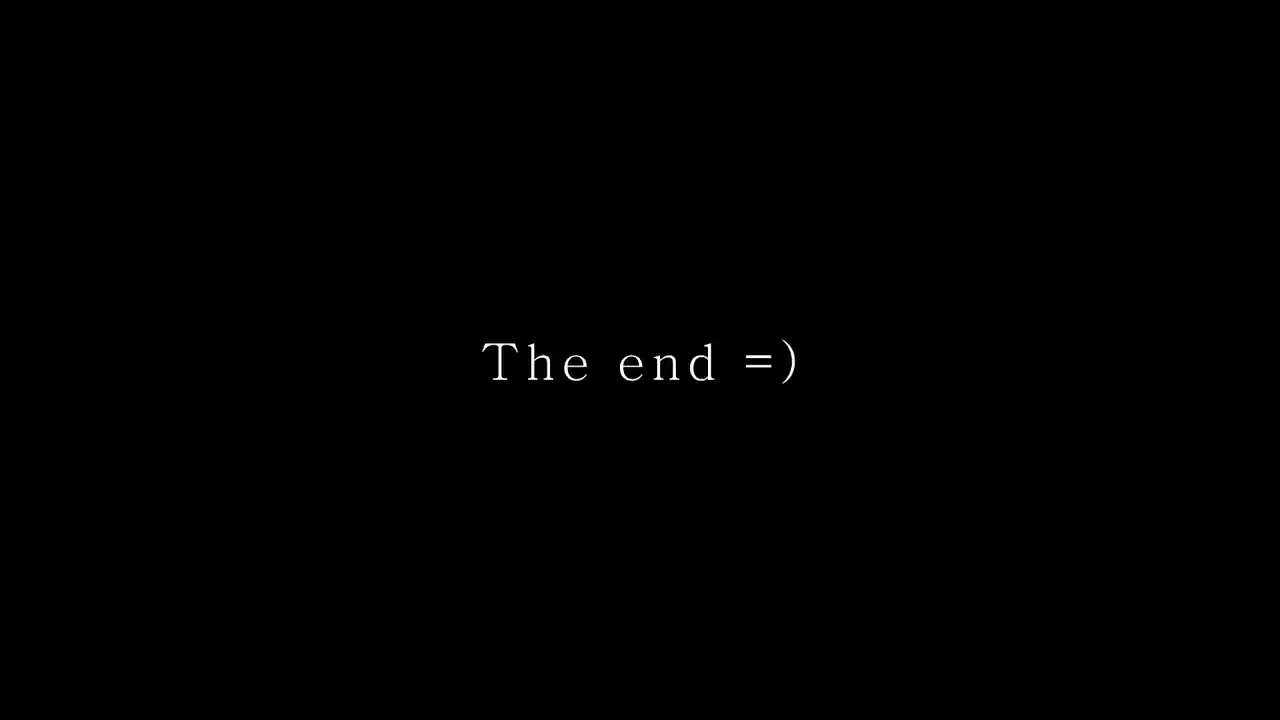 The end =)